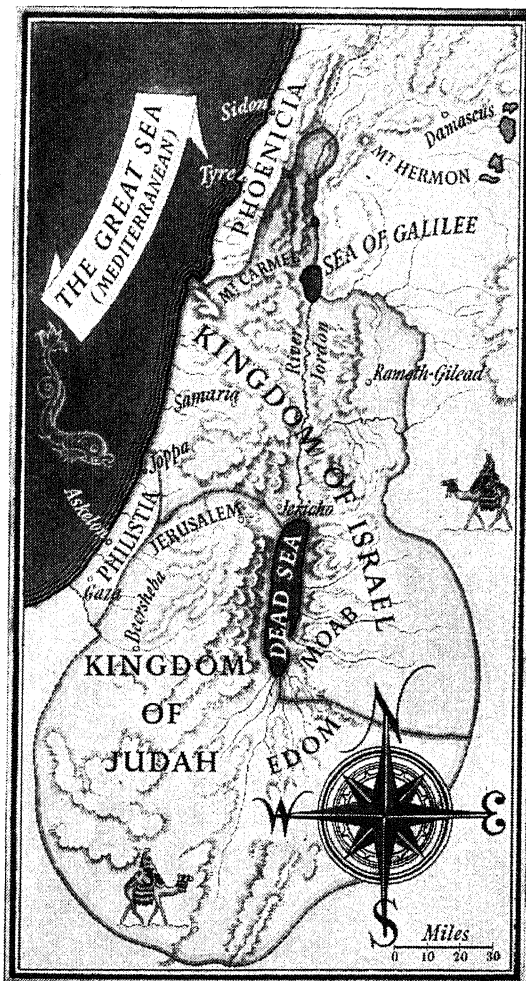 THE GREAT SEA
(MEDITERRANEAN)
Sidon
PHOENICIA
Damascus
MT HERMON
Tyre
SEA OF GALILEE
MT CARMEL
River
Jordon
KINGDOM OF ISRAEL
Ramoth-Gilead
Samaria
Joppa
Askelon
PHILISTIA
JERUSALEM
Jericho
Gaza
Beersheba
DEAD SEA
MOAB
EDOM
KINGDOM
OF
JUDAH
N
W
E
S
Miles
0 10 20 30